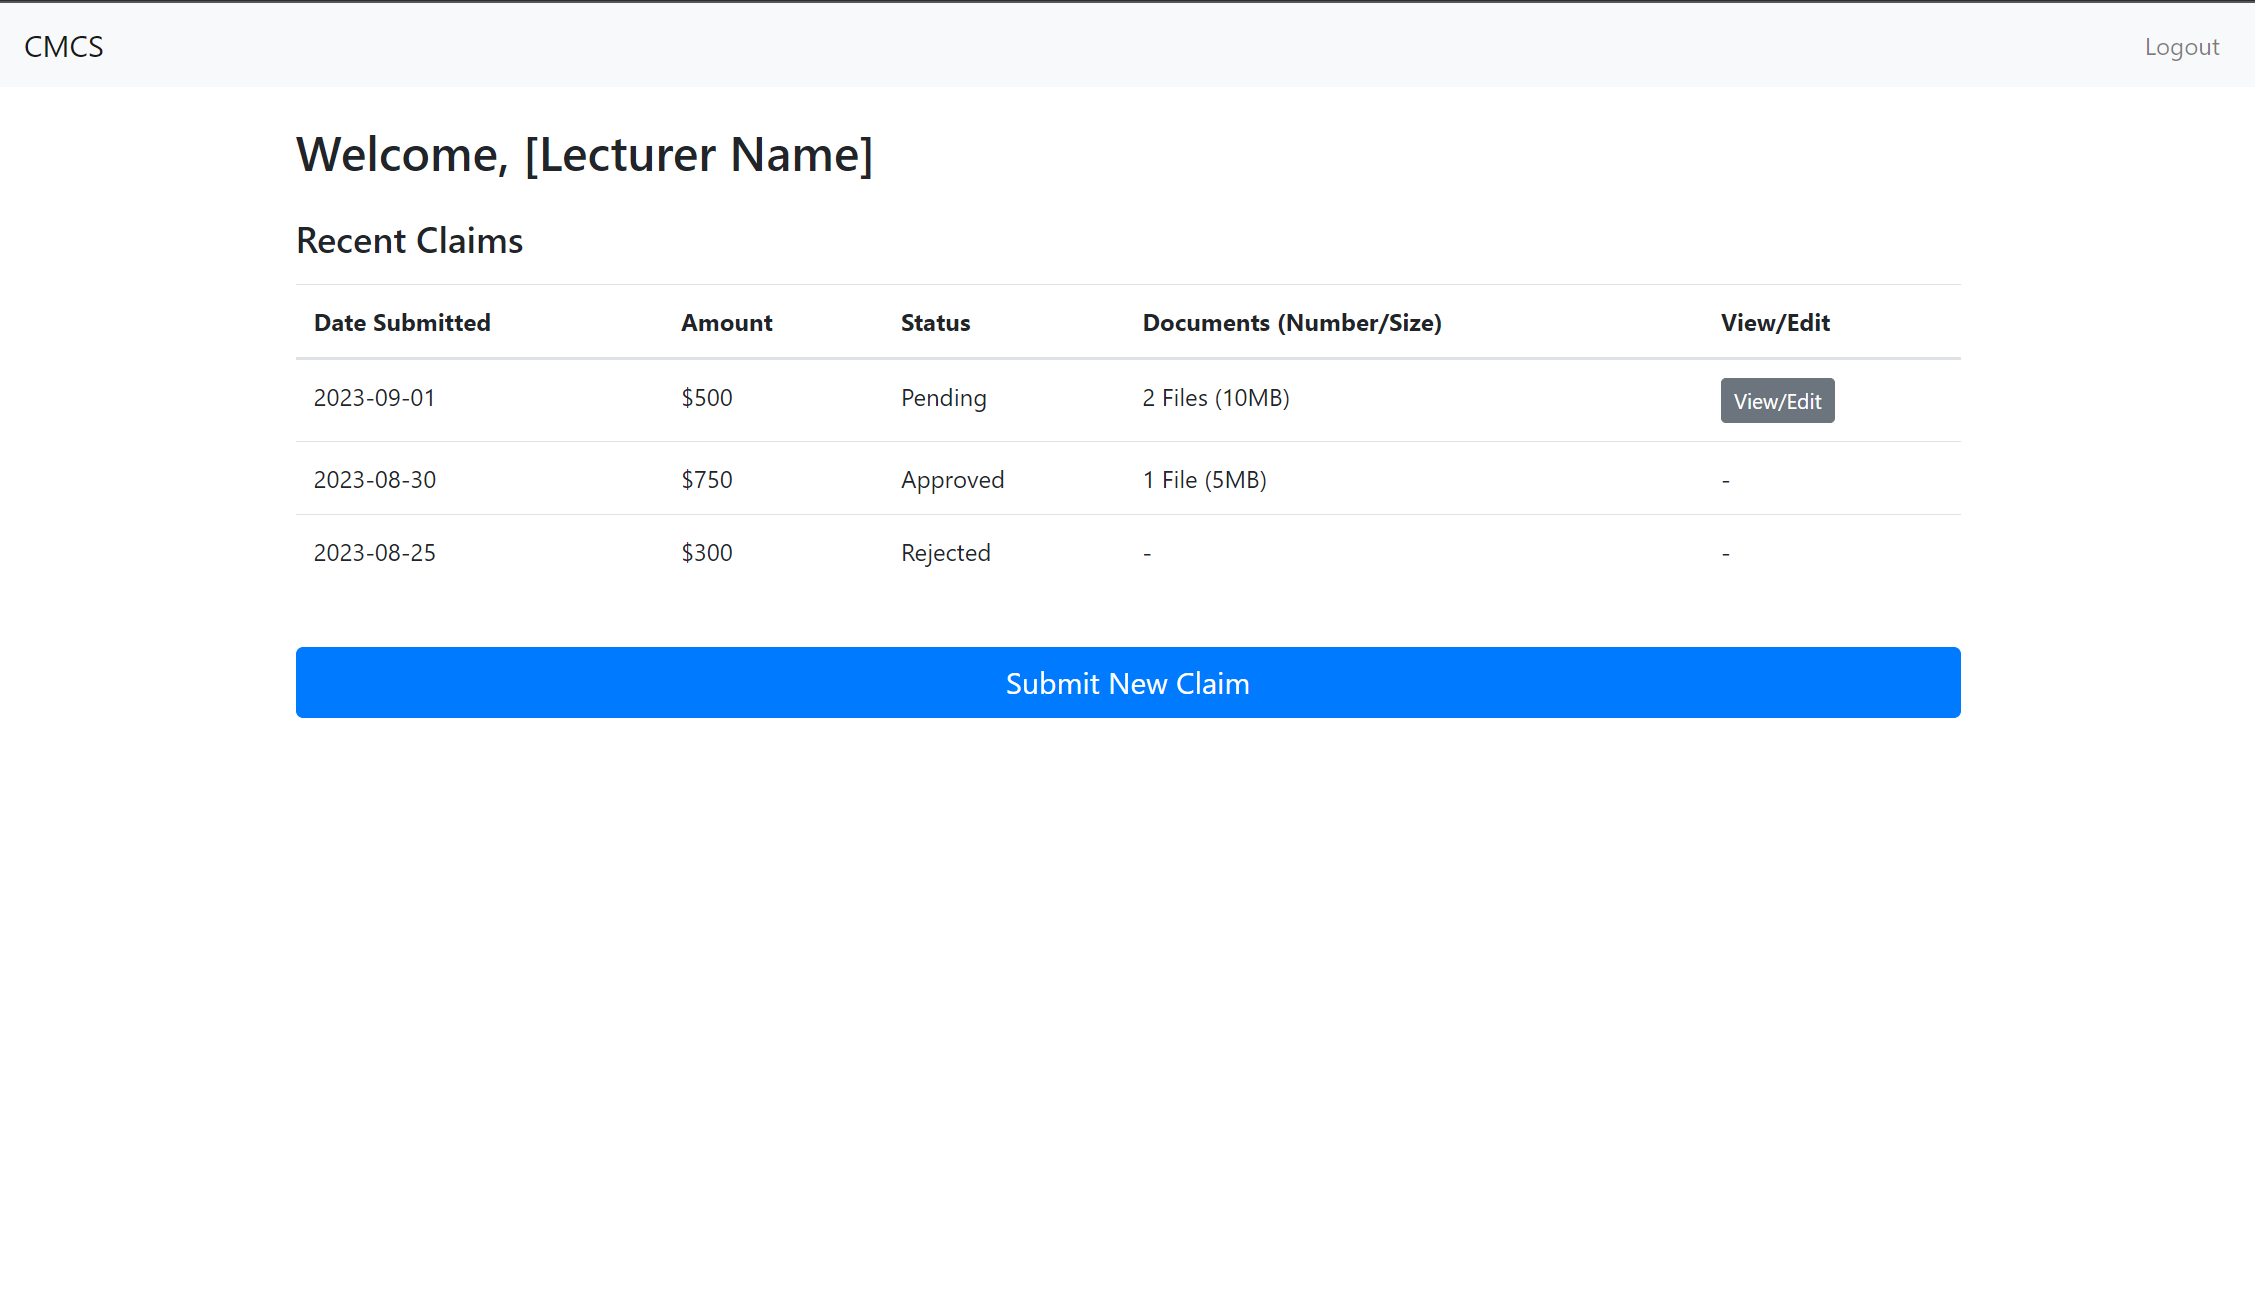 CMCS Logout
Welcome, [Lecturer Name]
Recent Claims
Date Submitted Amount Status Documents (Number/Size) View/Edit
2023-09-01 $500 Pending 2 Files (10MB) View/Edit
2023-08-30 $750 Approved 1 File (5MB) -
2023-08-25 $300 Rejected - -
Submit New Claim